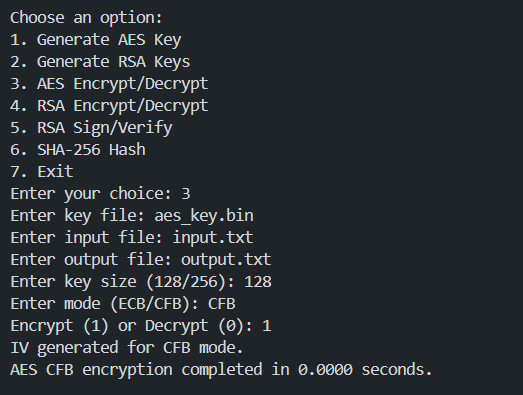 Choose an option:
1. Generate AES Key
2. Generate RSA Keys
3. AES Encrypt/Decrypt
4. RSA Encrypt/Decrypt
5. RSA Sign/Verify
6. SHA-256 Hash
7. Exit
Enter your choice: 3
Enter key file: aes_key.bin
Enter input file: input.txt
Enter output file: output.txt
Enter key size (128/256): 128
Enter mode (ECB/CFB): CFB
Encrypt (1) or Decrypt (0): 1
IV generated for CFB mode.
AES CFB encryption completed in 0.0000 seconds.